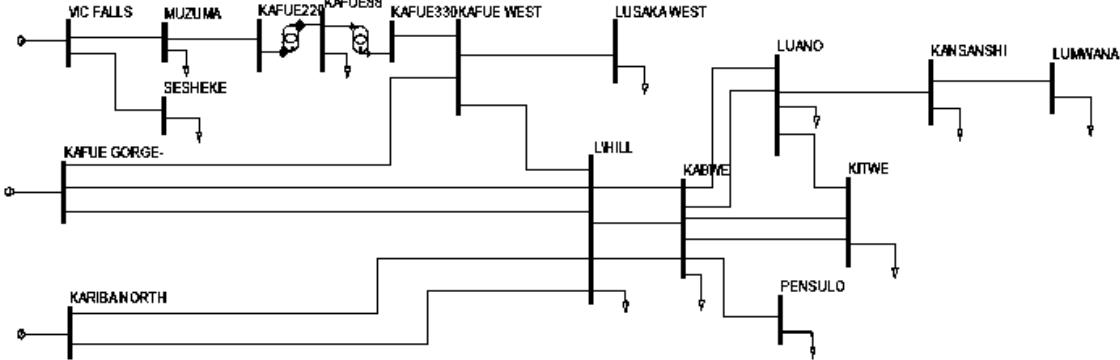 VIC FALLS
MUZUMA
KAFUE220
KAFUE88
KAFUE330
KAFUE WEST
LUSAKA WEST
LUANO
KANSANSHI
LUMWANA
SESHEKE
KAFUE GORGE-
L'HILL
KABWE
KITWE
KARIBA NORTH
PENSULO